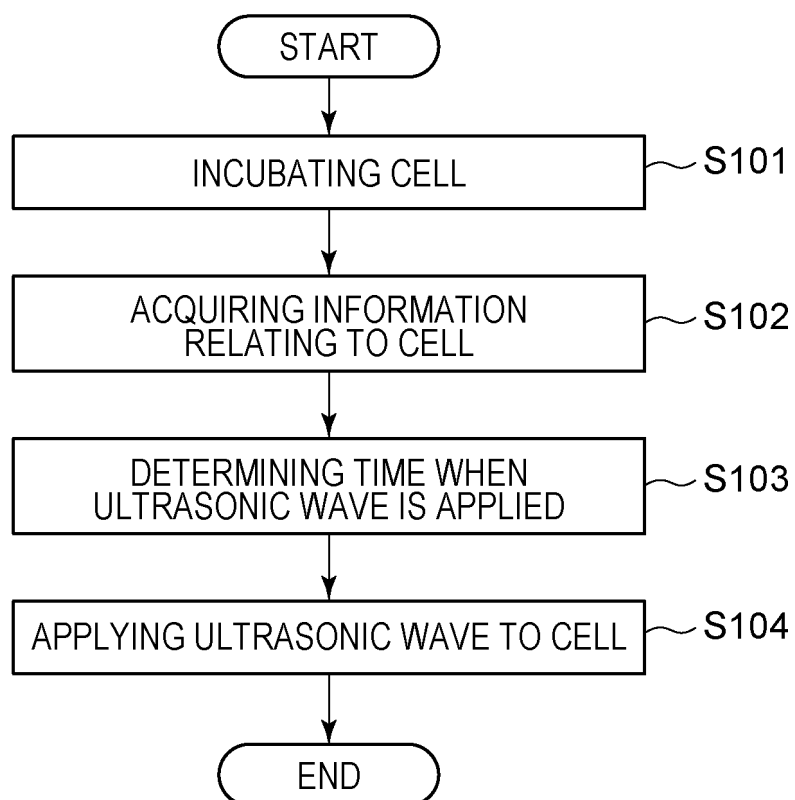 START
INCUBATING CELL
S101
ACQUIRING INFORMATION
RELATING TO CELL
S102
DETERMINING TIME WHEN
ULTRASONIC WAVE IS APPLIED
S103
APPLYING ULTRASONIC WAVE TO CELL
S104
END